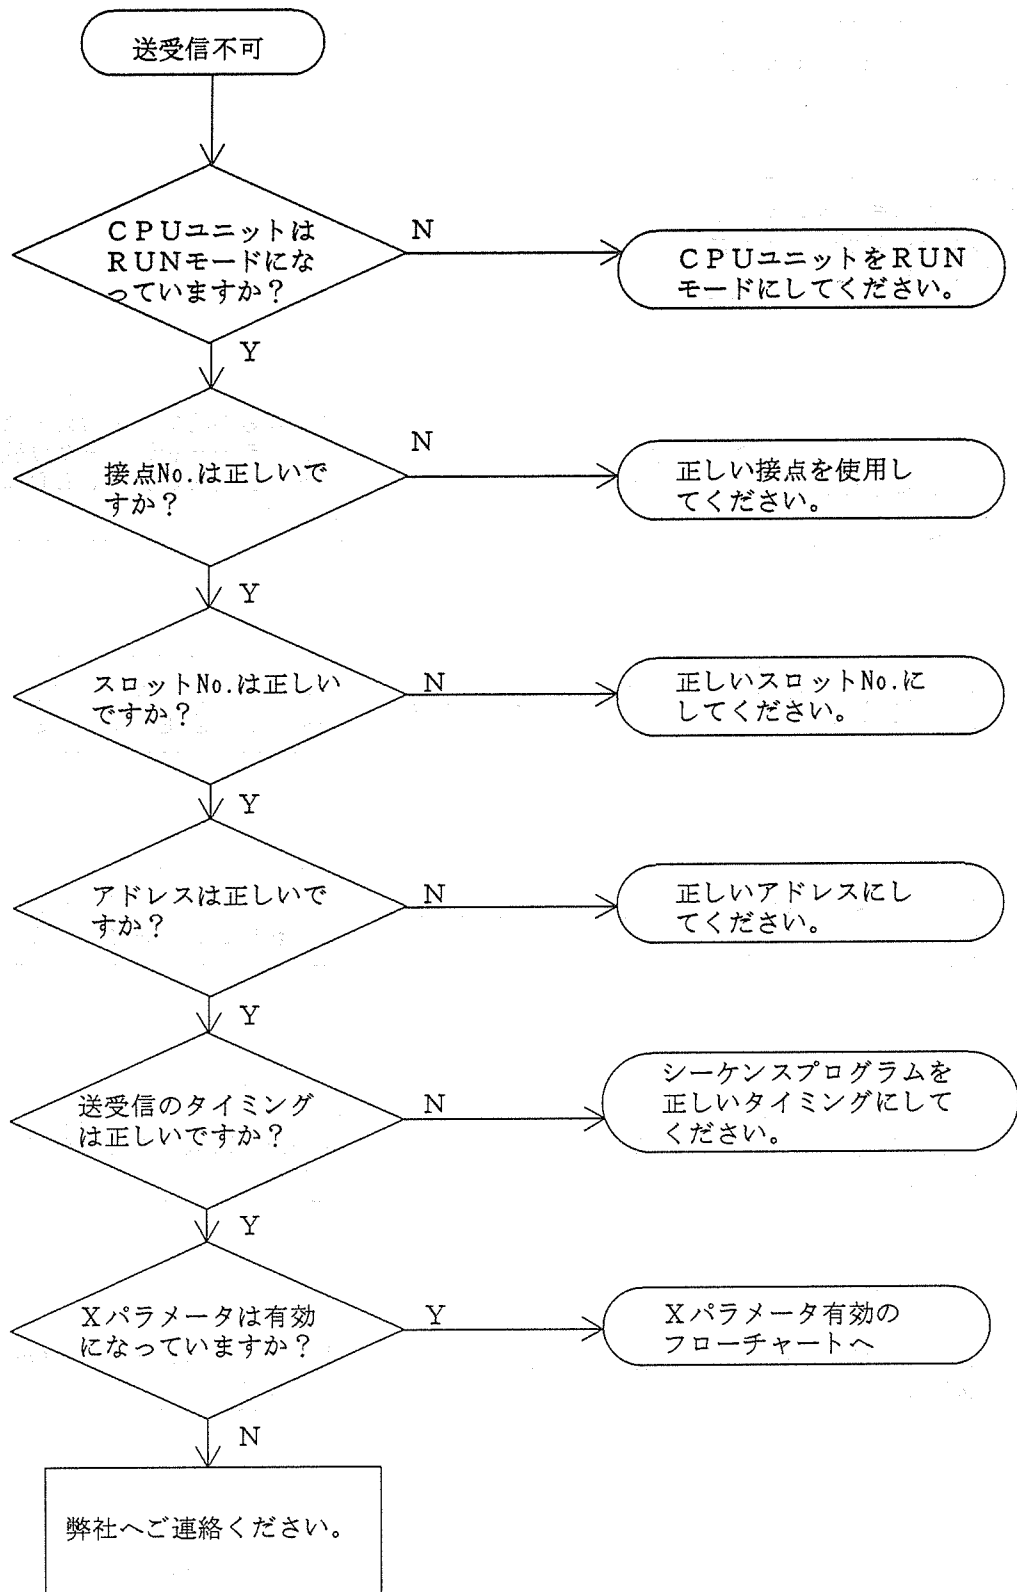 送受信不可
CPUユニットは
RUNモードにな
っていますか？
N
CPUユニットをRUN
モードにしてください。
Y
接点No.は正しいで
すか？
N
正しい接点を使用し
てください。
Y
スロットNo.は正しい
ですか？
N
正しいスロットNo.に
してください。
Y
アドレスは正しいで
すか？
N
正しいアドレスにし
てください。
Y
送受信のタイミング
は正しいですか？
N
シーケンスプログラムを
正しいタイミングにして
ください。
Y
Xパラメータは有効
になっていますか？
Y
Xパラメータ有効の
フローチャートへ
N
弊社へご連絡ください。